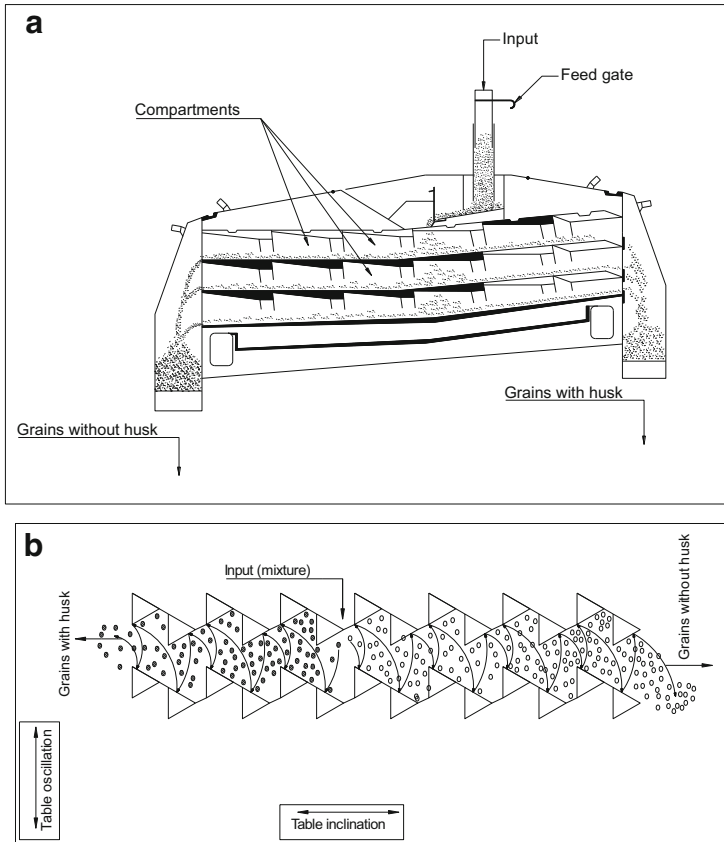 a
Input
Feed gate
Compartments
Grains with husk
Grains without husk
b
Input (mixture)
Grains with husk
Grains without husk
Table oscillation
Table inclination